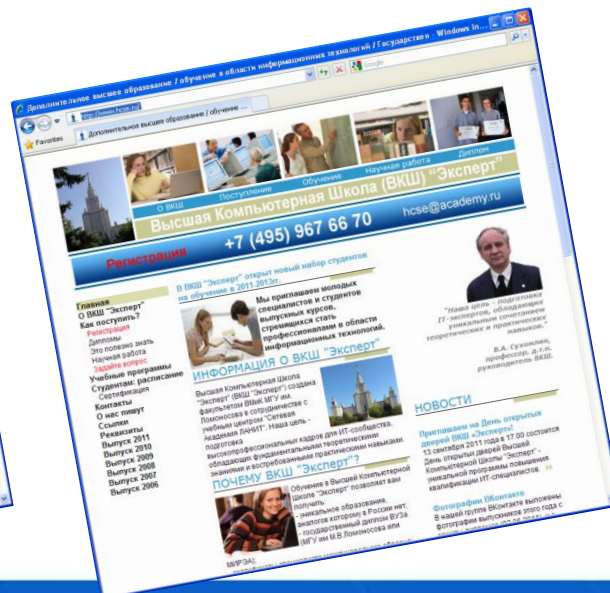 Дополнительное высшее образование / обучение в области информационных технологий / Государствен - Windows In...
http://www.hcse.ru/
Google
Favorites
Дополнительное высшее образование / обучение ...
О ВКШ
Поступление
Обучение
Научная работа
Диплом
Высшая Компьютерная Школа (ВКШ) "Эксперт"
Регистрация
+7 (495) 967 66 70
hcse@academy.ru
Главная
О ВКШ "Эксперт"
Как поступить?
Регистрация
Дипломы
Это полезно знать
Научная работа
Задайте вопрос
Учебные программы
Студентам: расписание
Сертификация
Контакты
О нас пишут
Ссылки
Реквизиты
Выпуск 2011
Выпуск 2010
Выпуск 2009
Выпуск 2008
Выпуск 2007
Выпуск 2006
В ВКШ "Эксперт" открыт новый набор студентов
на обучение в 2011-2013гг.
Мы приглашаем молодых
специалистов и студентов
выпускных курсов,
стремящихся стать
профессионалами в области
информационных технологий.
ИНФОРМАЦИЯ О ВКШ "Эксперт"
Высшая Компьютерная Школа
"Эксперт" (ВКШ "Эксперт") создана
факультетом ВМиК МГУ им.
Ломоносова в сотрудничестве с
учебным центром "Сетевая
Академия ЛАНИТ". Наша цель -
подготовка
высокопрофессиональных кадров для ИТ-сообщества,
обладающих фундаментальными теоретическими
знаниями и востребованными практическими навыками.
ПОЧЕМУ ВКШ "Эксперт"?
Обучение в Высшей Компьютерной
Школе "Эксперт" позволяет вам
получить:
- уникальное образование,
аналогов которому в России нет,
- государственный диплом ВУЗа
(МГУ им М.В.Ломоносова или
МИРЭА);
"Наша цель - подготовка
IT-экспертов, обладающих
уникальным сочетанием
теоретических и практических
навыков."
В.А. Сухомлин,
профессор, д.т.н.
руководитель ВКШ.
НОВОСТИ
Приглашаем на День открытых
дверей ВКШ «Эксперт»!
13 сентября 2011 года в 17:00 состоится
День открытых дверей Высшей
Компьютерной Школы "Эксперт" -
уникальной программы повышения
квалификации ИТ-специалистов.
Фотографии ВКонтакте
В нашей группе ВКонтакте выложены
фотографии выпускников этого года с